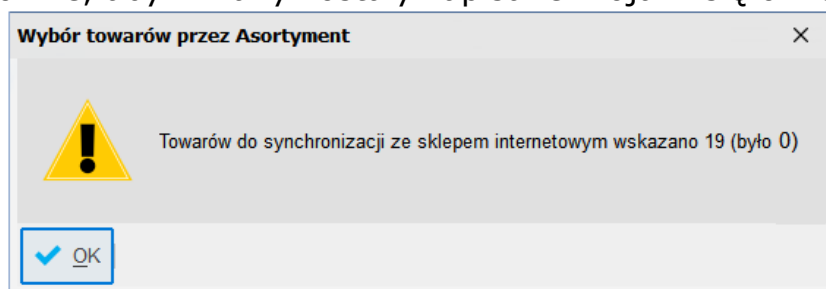 Wybór towarów przez Asortyment
Towarów do synchronizacji ze sklepem internetowym wskazano 19 (było 0)
OK